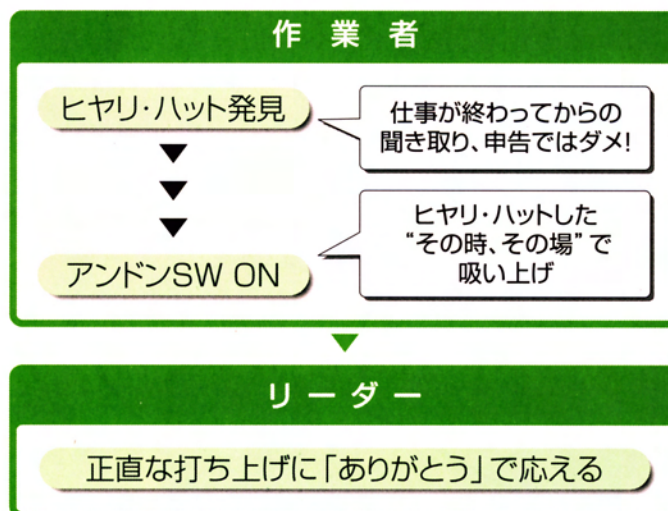 作業者
ヒヤリ・ハット発見
仕事が終わってからの
聞き取り、申告ではダメ!
ヒヤリ・ハットした
“その時、その場”で
吸い上げ
アンドンSW ON
リーダー
正直な打ち上げに「ありがとう」で応える